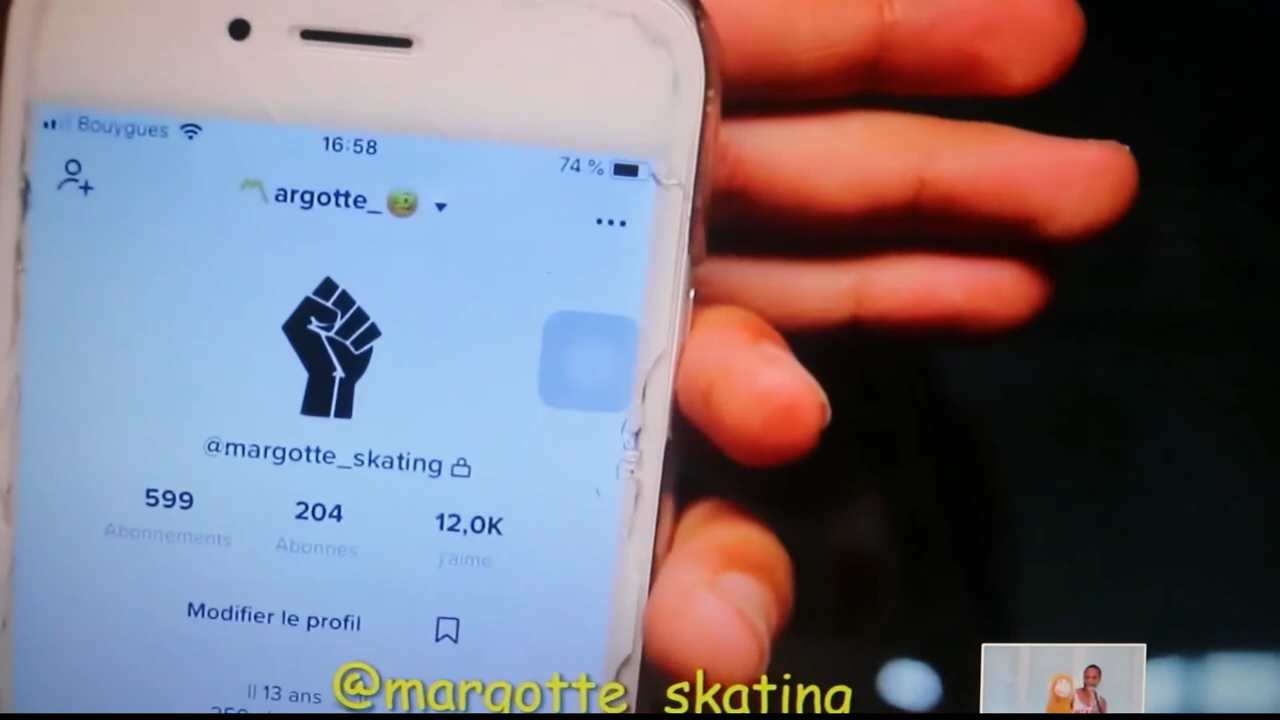 Bouygues
16:58
74 %
argotte_
@margotte_skating
599 204 12,0K
Abonnements Abonnés j'aime
Modifier le profil
|| 13 ans
@margotte_skating